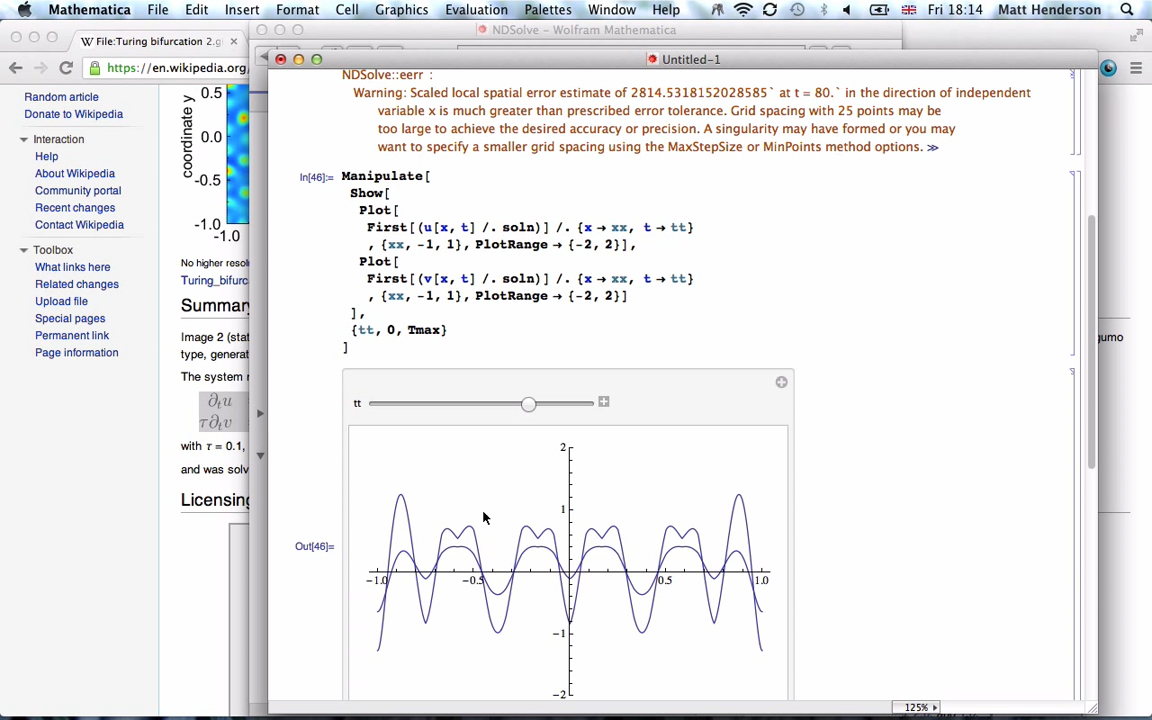 Mathematica File Edit Insert Format Cell Graphics Evaluation Palettes Window Help Fri 18:14 Matt Henderson
File:Turing bifurcation 2.g
NDSolve - Wolfram Mathematica
https://en.wikipedia.org/
Untitled-1
Random article
Donate to Wikipedia
Interaction
Help
About Wikipedia
Community portal
Recent changes
Contact Wikipedia
Toolbox
What links here
Related changes
Upload file
Special pages
Permanent link
Page information
coordinate y
0.5
0.0
-0.5
-1.0
-1.0
No higher resol
Turing_bifurc
Summar
Image 2 (stat
type, generat
gumo
The system r
∂ₜu
τ∂ₜv
with τ = 0.1,
and was solv
Licensing
NDSolve::eerr :
Warning: Scaled local spatial error estimate of 2814.5318152028585` at t = 80.` in the direction of independent
variable x is much greater than prescribed error tolerance. Grid spacing with 25 points may be
too large to achieve the desired accuracy or precision. A singularity may have formed or you may
want to specify a smaller grid spacing using the MaxStepSize or MinPoints method options. ≫
In[46]:= Manipulate[
Show[
Plot[
First[(u[x, t] /. soln)] /. {x → xx, t → tt}
, {xx, -1, 1}, PlotRange → {-2, 2}],
Plot[
First[(v[x, t] /. soln)] /. {x → xx, t → tt}
, {xx, -1, 1}, PlotRange → {-2, 2}]
],
{tt, 0, Tmax}
]
tt
Out[46]=
2
1
-1.0 -0.5 0.5 1.0
-1
-2
125%